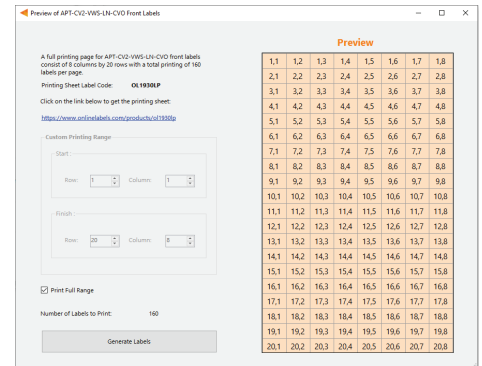 Preview of APT-CV2-VWS-LN-CVO Front Labels
Preview
A full printing page for APT-CV2-VWS-LN-CVO front labels
consist of 8 columns by 20 rows with a total printing of 160
labels per page.
Printing Sheet Label Code: OL1930LP
Click on the link below to get the printing sheet:
https://www.onlinelabels.com/products/ol1930lp
Custom Printing Range
Start :
Row: 1 Column: 1
Finish :
Row: 20 Column: 8
Print Full Range
Number of Labels to Print: 160
Generate Labels
1,1 1,2 1,3 1,4 1,5 1,6 1,7 1,8
2,1 2,2 2,3 2,4 2,5 2,6 2,7 2,8
3,1 3,2 3,3 3,4 3,5 3,6 3,7 3,8
4,1 4,2 4,3 4,4 4,5 4,6 4,7 4,8
5,1 5,2 5,3 5,4 5,5 5,6 5,7 5,8
6,1 6,2 6,3 6,4 6,5 6,6 6,7 6,8
7,1 7,2 7,3 7,4 7,5 7,6 7,7 7,8
8,1 8,2 8,3 8,4 8,5 8,6 8,7 8,8
9,1 9,2 9,3 9,4 9,5 9,6 9,7 9,8
10,1 10,2 10,3 10,4 10,5 10,6 10,7 10,8
11,1 11,2 11,3 11,4 11,5 11,6 11,7 11,8
12,1 12,2 12,3 12,4 12,5 12,6 12,7 12,8
13,1 13,2 13,3 13,4 13,5 13,6 13,7 13,8
14,1 14,2 14,3 14,4 14,5 14,6 14,7 14,8
15,1 15,2 15,3 15,4 15,5 15,6 15,7 15,8
16,1 16,2 16,3 16,4 16,5 16,6 16,7 16,8
17,1 17,2 17,3 17,4 17,5 17,6 17,7 17,8
18,1 18,2 18,3 18,4 18,5 18,6 18,7 18,8
19,1 19,2 19,3 19,4 19,5 19,6 19,7 19,8
20,1 20,2 20,3 20,4 20,5 20,6 20,7 20,8